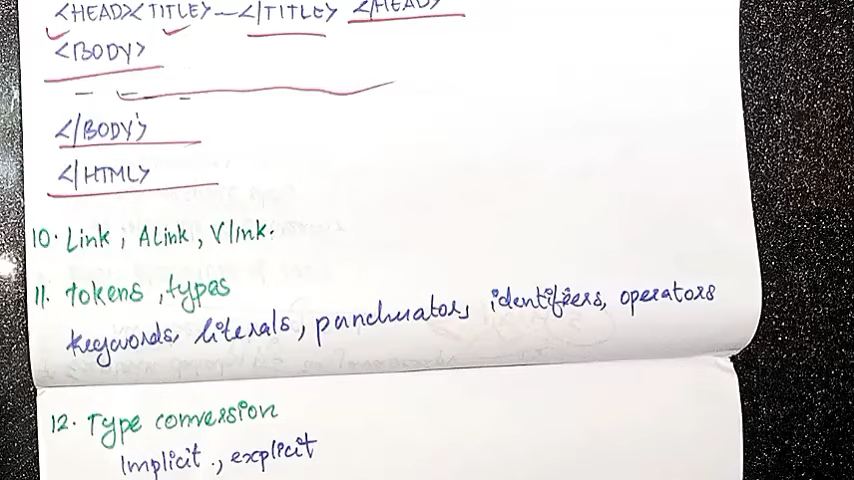 <HEAD><TITLE> — </TITLE> </HEAD>
<BODY>
</BODY>
</HTML>
10. Link, ALink, Vlink.
11. tokens, types
keywords, literals, punchuators, identifiers, operators
12. Type conversion
Implicit., explicit